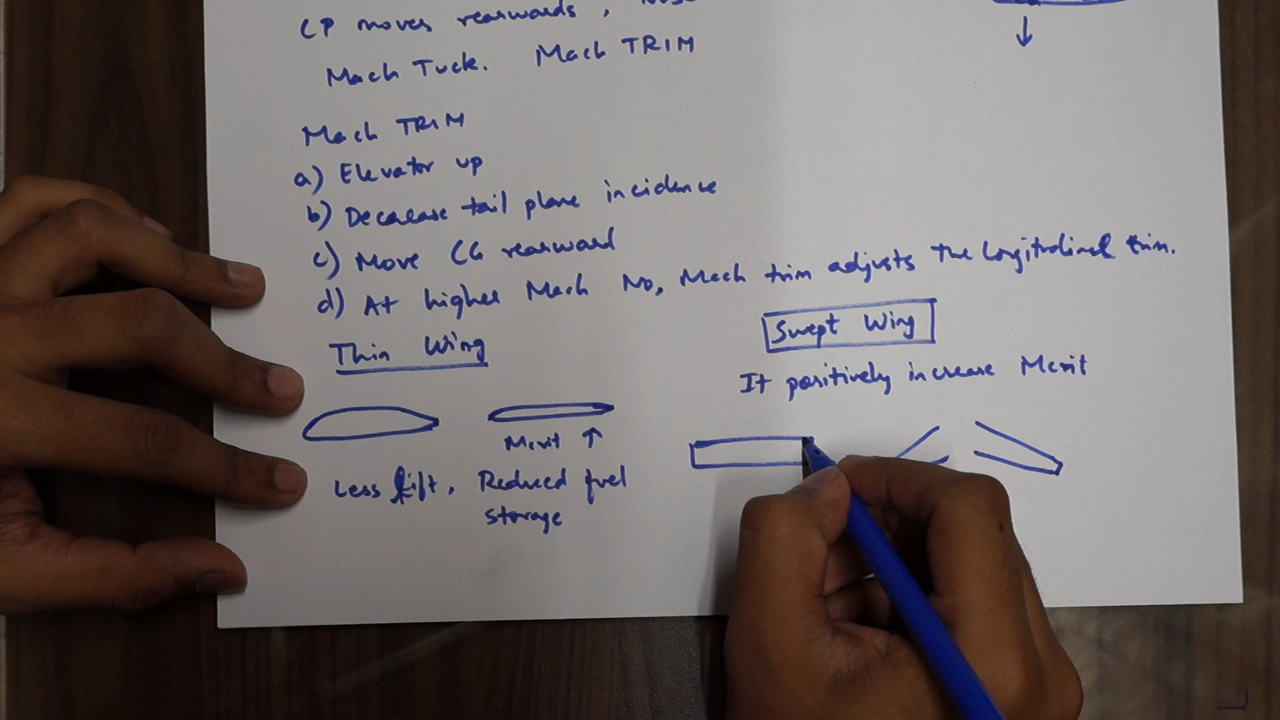 CP moves rearwards, Nose
Mach Tuck. Mach TRIM
Mach TRIM
a) Elevator up
b) Decrease tail plane incidence
c) Move CG rearward
d) At higher Mach No, Mach trim adjusts The Longitudinal trim.
Thin Wing
Mcrit ↑
Less Lift, Reduced fuel
storage
Swept Wing
It positively increase Mcrit